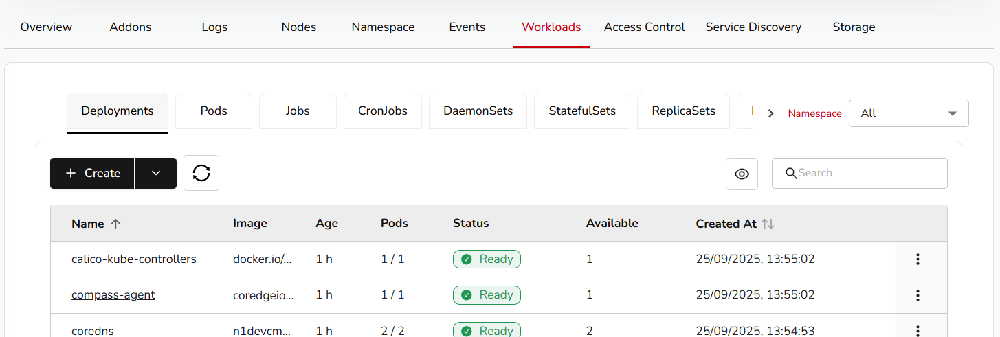 Overview Addons Logs Nodes Namespace Events Workloads Access Control Service Discovery Storage
Deployments Pods Jobs CronJobs DaemonSets StatefulSets ReplicaSets Namespace All
Create Search
Name Image Age Pods Status Available Created At
calico-kube-controllers docker.io/... 1 h 1 / 1 Ready 1 25/09/2025, 13:55:02
compass-agent coredgeio... 1 h 1 / 1 Ready 1 25/09/2025, 13:55:02
coredns n1devcm... 1 h 2 / 2 Ready 2 25/09/2025, 13:54:53